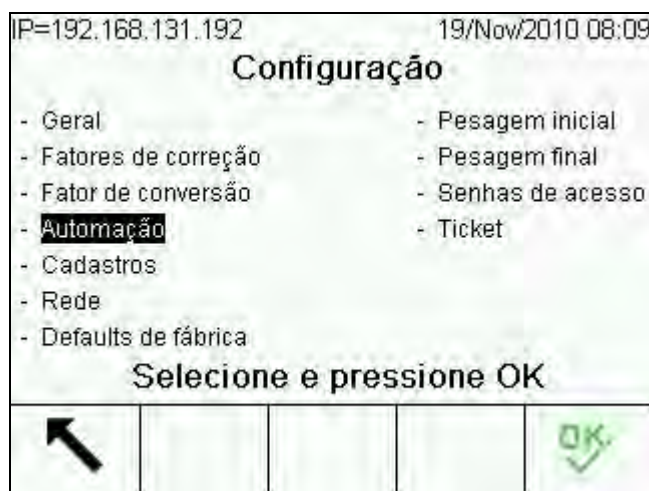 IP=192.168.131.192 19/Nov/2010 08:09
Configuração
- Geral
- Fatores de correção
- Fator de conversão
- Automação
- Cadastros
- Rede
- Defaults de fábrica
- Pesagem inicial
- Pesagem final
- Senhas de acesso
- Ticket
Selecione e pressione OK
OK.